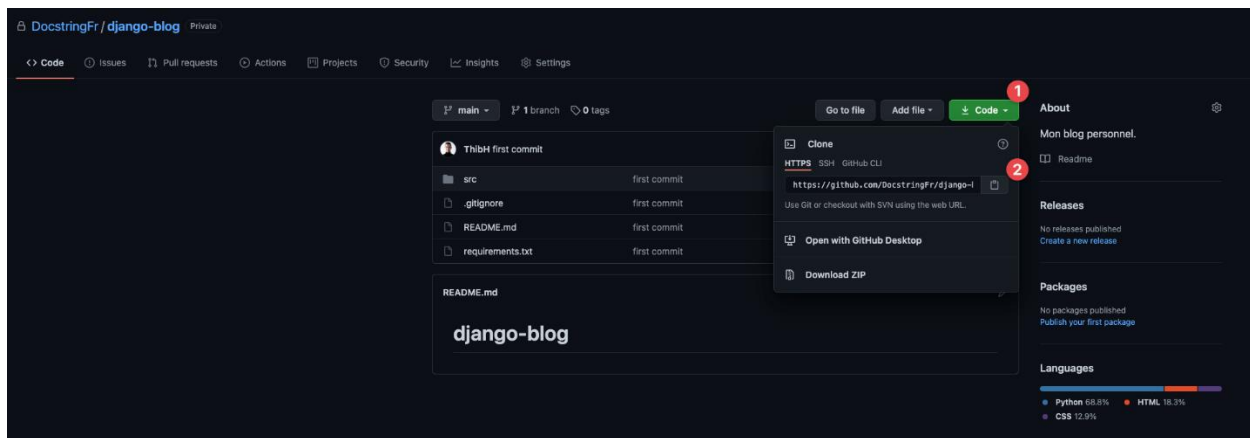 DocstringFr / django-blog Private
<> Code Issues Pull requests Actions Projects Security Insights Settings
main 1 branch 0 tags Go to file Add file Code 1
ThibH first commit
src first commit
.gitignore first commit
README.md first commit
requirements.txt first commit
Clone
HTTPS SSH GitHub CLI
2
https://github.com/DocstringFr/django-l
Use Git or checkout with SVN using the web URL.
Open with GitHub Desktop
Download ZIP
README.md
django-blog
About
Mon blog personnel.
Readme
Releases
No releases published
Create a new release
Packages
No packages published
Publish your first package
Languages
Python 68.8% HTML 18.3%
CSS 12.9%